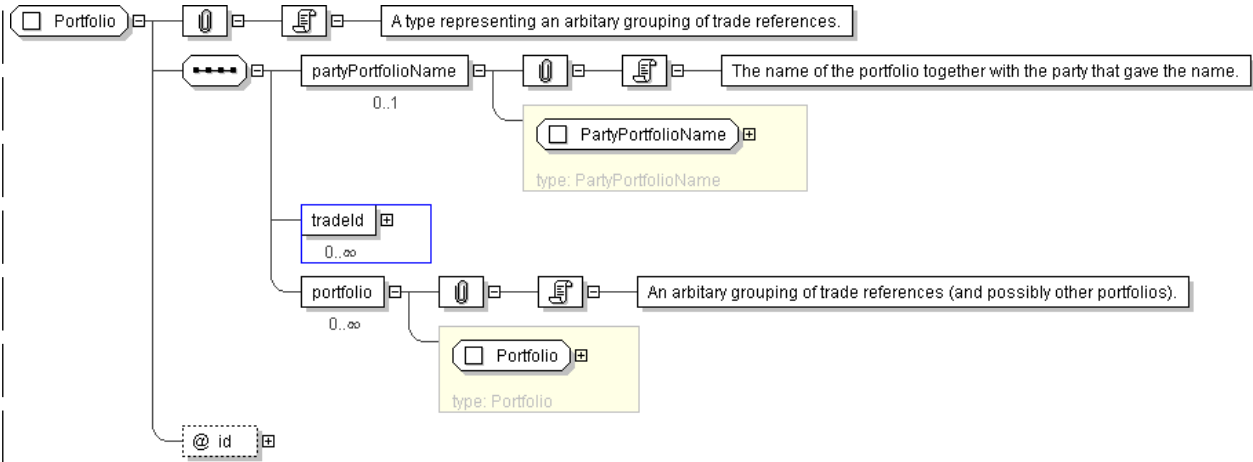 Portfolio
A type representing an arbitary grouping of trade references.
partyPortfolioName
The name of the portfolio together with the party that gave the name.
0..1
PartyPortfolioName
type: PartyPortfolioName
tradeId
0..∞
portfolio
An arbitary grouping of trade references (and possibly other portfolios).
0..∞
Portfolio
type: Portfolio
@ id